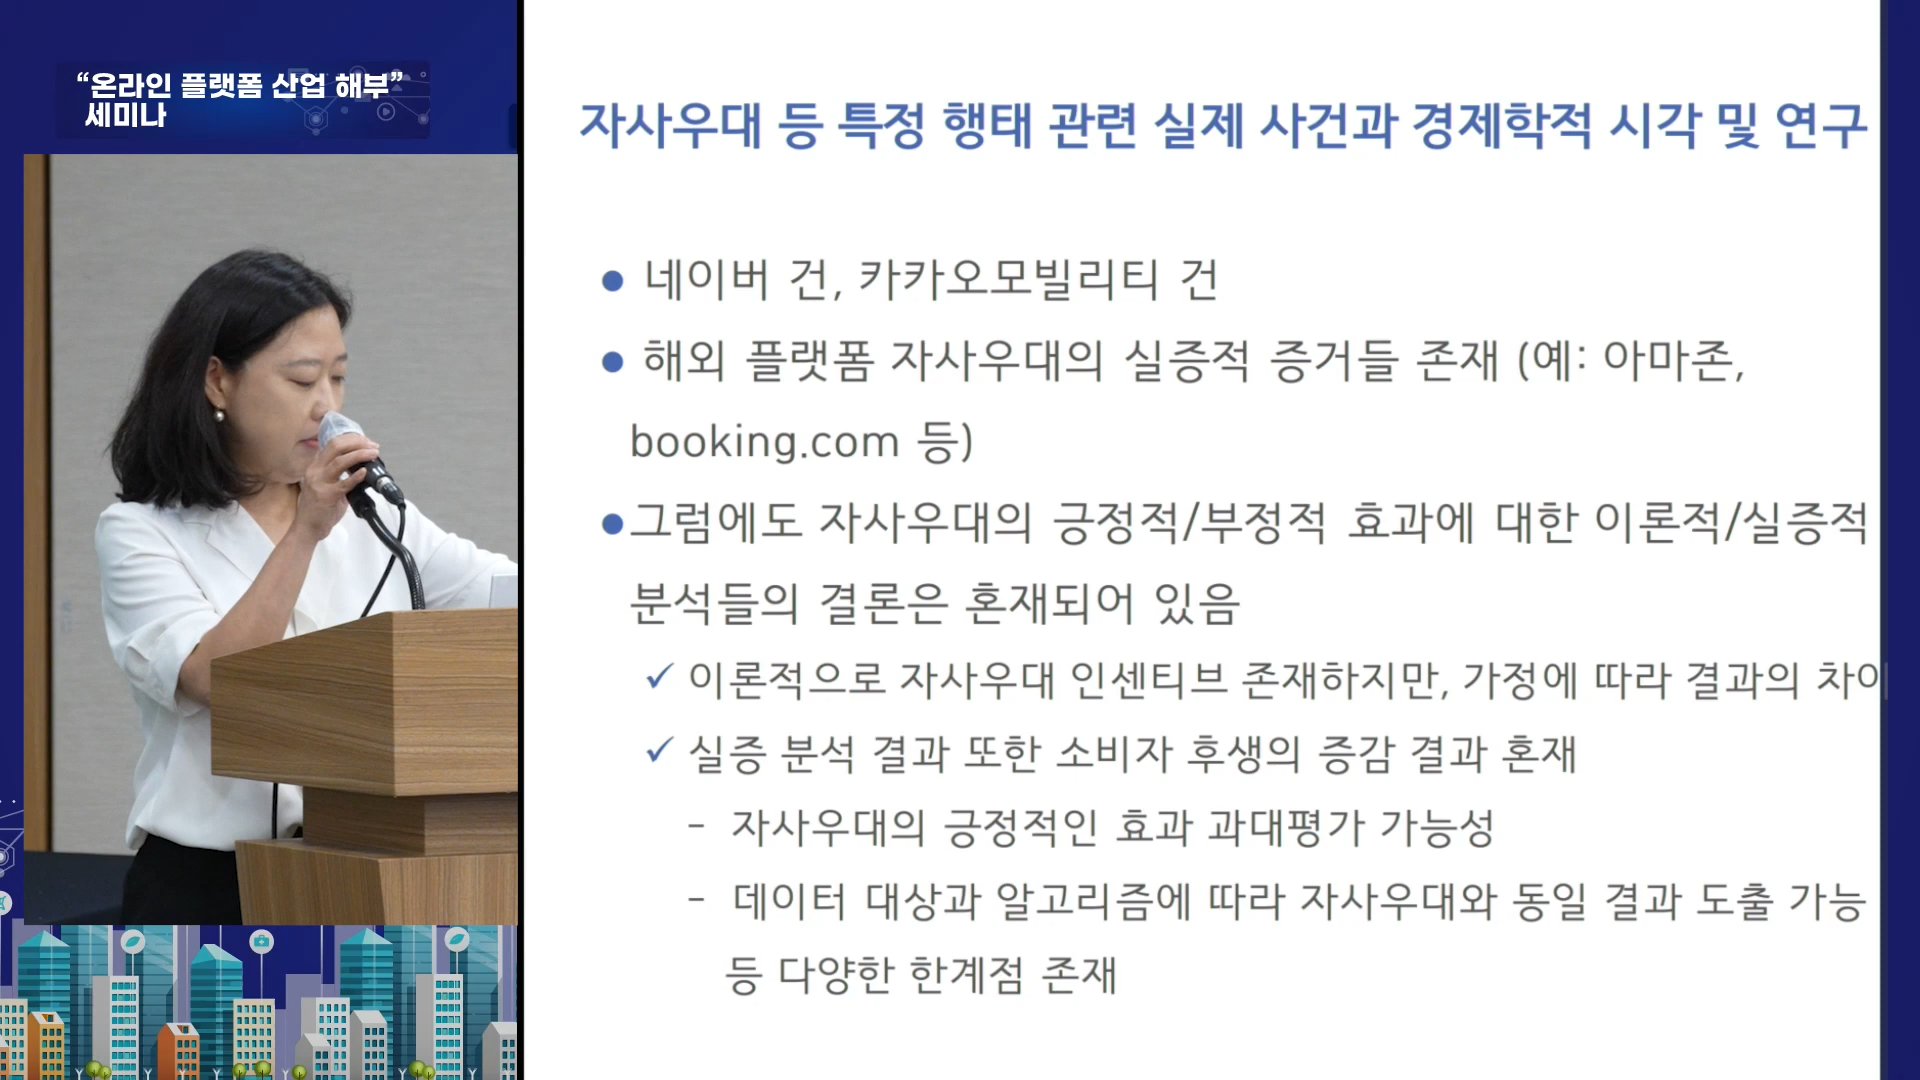 “온라인 플랫폼 산업 해부”
세미나
자사우대 등 특정 행태 관련 실제 사건과 경제학적 시각 및 연구
● 네이버 건, 카카오모빌리티 건
● 해외 플랫폼 자사우대의 실증적 증거들 존재 (예: 아마존,
booking.com 등)
●그럼에도 자사우대의 긍정적/부정적 효과에 대한 이론적/실증적
분석들의 결론은 혼재되어 있음
✓ 이론적으로 자사우대 인센티브 존재하지만, 가정에 따라 결과의 차이
✓ 실증 분석 결과 또한 소비자 후생의 증감 결과 혼재
- 자사우대의 긍정적인 효과 과대평가 가능성
- 데이터 대상과 알고리즘에 따라 자사우대와 동일 결과 도출 가능
등 다양한 한계점 존재